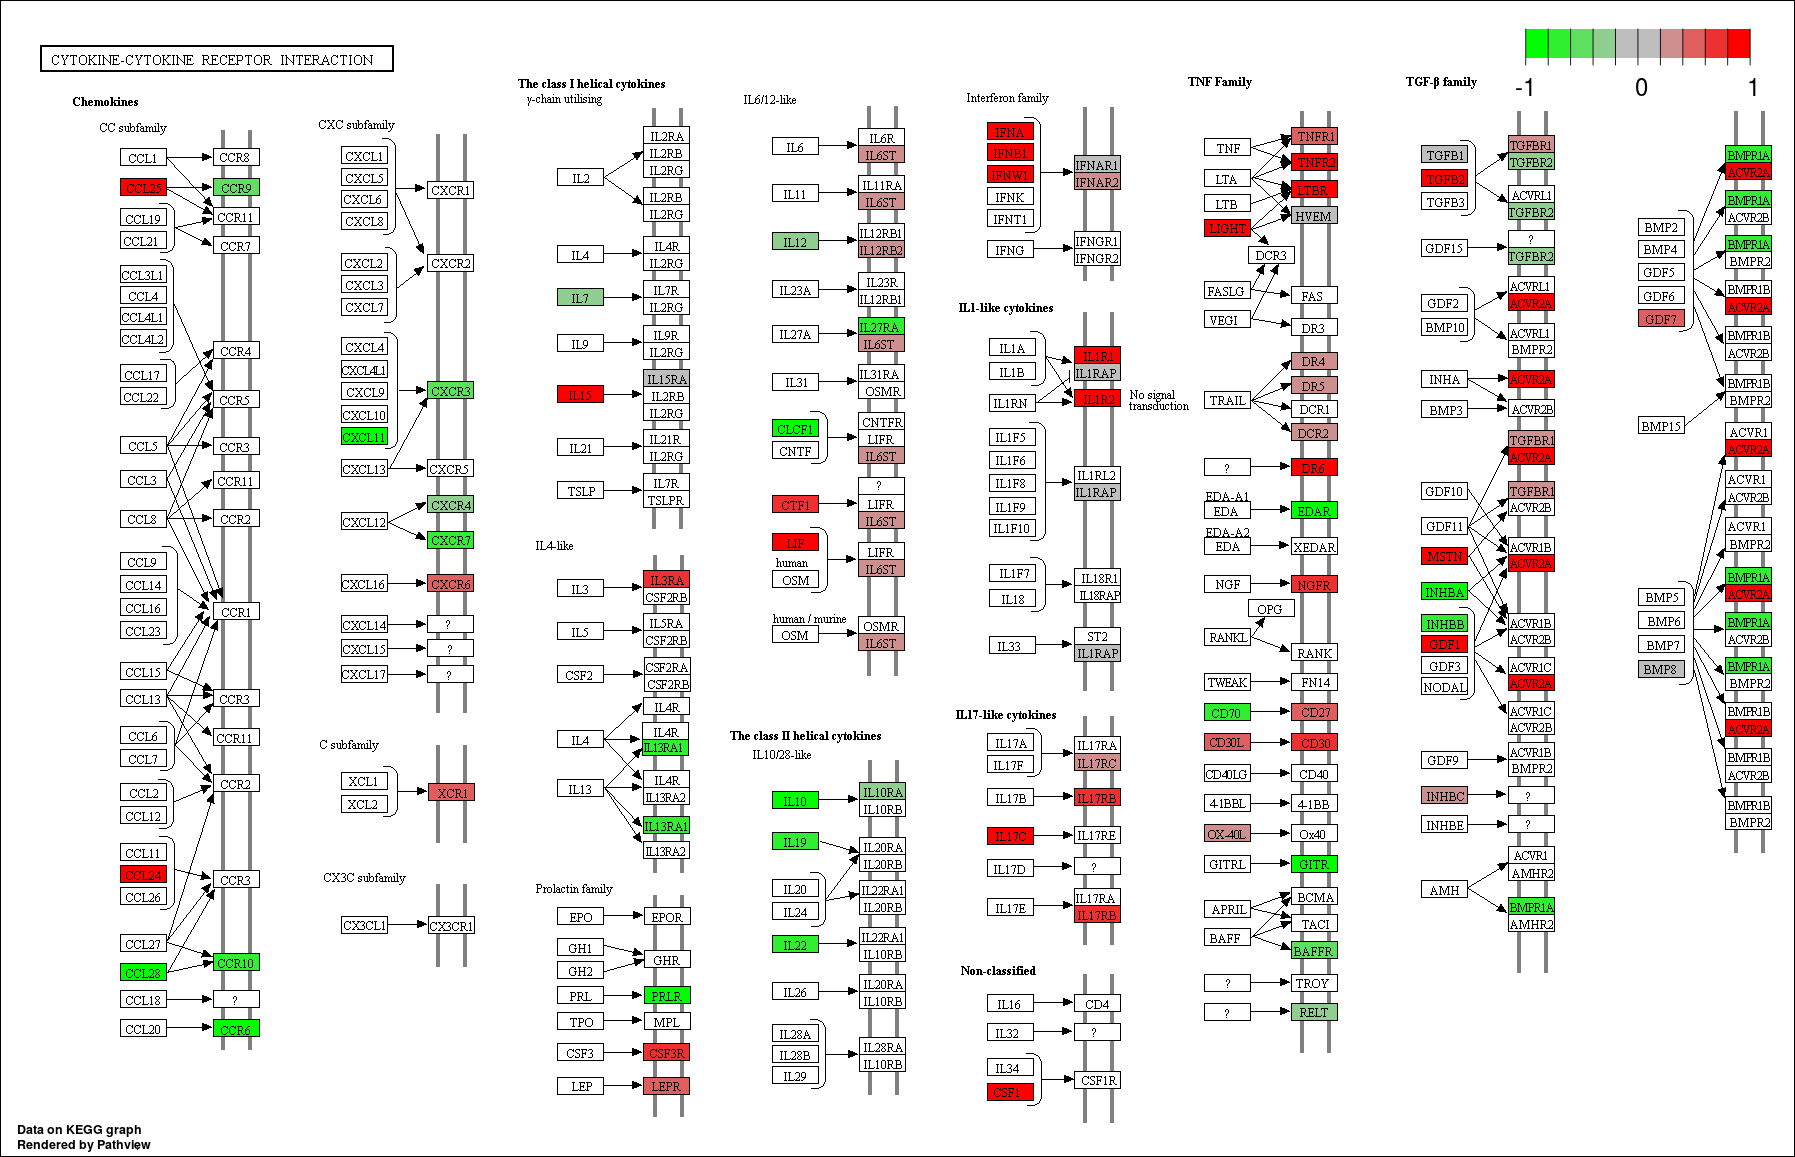 CYTOKINE-CYTOKINE RECEPTOR INTERACTION
-1 0 1
Chemokines
CC subfamily
CCL1 CCR8
CCL25 CCR9
CCL19 CCR11
CCL21 CCR7
CCL3L1
CCL4
CCL4L1
CCL4L2 CCR4
CCL17
CCL22 CCR5
CCL5 CCR3
CCL3 CCR11
CCL8 CCR2
CCL9
CCL14
CCL16 CCR1
CCL23
CCL15
CCL13 CCR3
CCL6 CCR11
CCL7
CCL2 CCR2
CCL12
CCL11
CCL24 CCR3
CCL26
CCL27
CCL28 CCR10
CCL18 ?
CCL20 CCR6
CXC subfamily
CXCL1
CXCL5 CXCR1
CXCL6
CXCL8
CXCL2 CXCR2
CXCL3
CXCL7
CXCL4
CXCL4L1
CXCL9 CXCR3
CXCL10
CXCL11
CXCL13 CXCR5
CXCR4
CXCL12
CXCR7
CXCL16 CXCR6
CXCL14 ?
CXCL15 ?
CXCL17 ?
C subfamily
XCL1
XCR1
XCL2
CX3C subfamily
CX3CL1 CX3CR1
The class I helical cytokines
γ-chain utilising
IL2RA
IL2RB
IL2RG
IL2
IL2RB
IL2RG
IL4 IL4R
IL2RG
IL7 IL7R
IL2RG
IL9 IL9R
IL2RG
IL15RA
IL15 IL2RB
IL2RG
IL21 IL21R
IL2RG
TSLP IL7R
TSLPR
IL4-like
IL3 IL3RA
CSF2RB
IL5 IL5RA
CSF2RB
CSF2 CSF2RA
CSF2RB
IL4R
IL4 IL4R
IL13RA1
IL13 IL4R
IL13RA2
IL13RA1
IL13RA2
Prolactin family
EPO EPOR
GH1
GHR
GH2
PRL PRLR
TPO MPL
CSF3 CSF3R
LEP LEPR
IL6/12-like
IL6 IL6R
IL6ST
IL11 IL11RA
IL6ST
IL12 IL12RB1
IL12RB2
IL23A IL23R
IL12RB1
IL27A IL27RA
IL6ST
IL31 IL31RA
OSMR
CLCF1 CNTFR
LIFR
CNTF IL6ST
?
CTF1 LIFR
IL6ST
LIF LIFR
human
OSM IL6ST
human / murine
OSM OSMR
IL6ST
The class II helical cytokines
IL10/28-like
IL10 IL10RA
IL10RB
IL19 IL20RA
IL20RB
IL20 IL22RA1
IL24 IL20RB
IL22 IL22RA1
IL10RB
IL26 IL20RA
IL10RB
IL28A
IL28B IL28RA
IL29 IL10RB
Interferon family
IFNA
IFNB1 IFNAR1
IFNW1 IFNAR2
IFNK
IFNT1
IFNG IFNGR1
IFNGR2
IL1-like cytokines
IL1A IL1R1
IL1B IL1RAP
IL1RN IL1R2
No signal
transduction
IL1F5
IL1F6
IL1F8 IL1RL2
IL1F9 IL1RAP
IL1F10
IL1F7 IL18R1
IL18 IL18RAP
IL33 ST2
IL1RAP
IL17-like cytokines
IL17A IL17RA
IL17F IL17RC
IL17B IL17RB
IL17C IL17RE
IL17D ?
IL17E IL17RA
IL17RB
Non-classified
IL16 CD4
IL32 ?
IL34
CSF1R
CSF1
TNF Family
TNF TNFR1
TNFR2
LTA LTBR
LTB HVEM
LIGHT
DCR3
FASLG FAS
VEGI DR3
DR4
DR5
TRAIL DCR1
DCR2
? DR6
EDA-A1
EDA EDAR
EDA-A2
EDA XEDAR
NGF NGFR
OPG
RANKL RANK
TWEAK FN14
CD70 CD27
CD30L CD30
CD40LG CD40
4-1BBL 4-1BB
OX-40L Ox40
GITRL GITR
APRIL BCMA
TACI
BAFF BAFFR
? TROY
? RELT
TGF-β family
TGFB1 TGFBR1
TGFBR2
TGFB2 ACVRL1
TGFB3 TGFBR2
GDF15 ?
TGFBR2
GDF2 ACVRL1
ACVR2A
BMP10 ACVRL1
BMPR2
INHA ACVR2A
BMP3 ACVR2B
TGFBR1
ACVR2A
GDF10 TGFBR1
ACVR2B
GDF11
MSTN ACVR1B
ACVR2A
INHBA
INHBB ACVR1B
GDF1 ACVR2B
GDF3 ACVR1C
NODAL ACVR2A
ACVR1C
ACVR2B
GDF9 ACVR1B
BMPR2
INHBC ?
INHBE ?
ACVR1
AMH AMHR2
BMPR1A
AMHR2
BMPR1A
ACVR2A
BMPR1A
BMP2 ACVR2B
BMP4 BMPR1A
BMPR2
GDF5
GDF6 BMPR1B
GDF7 ACVR2A
BMPR1B
ACVR2B
BMPR1B
BMPR2
BMP15
ACVR1
ACVR2A
ACVR1
ACVR2B
ACVR1
BMPR2
BMP5 BMPR1A
ACVR2A
BMP6 BMPR1A
BMP7 ACVR2B
BMP8 BMPR1A
BMPR2
BMPR1B
ACVR2A
BMPR1B
ACVR2B
BMPR1B
BMPR2
Data on KEGG graph
Rendered by Pathview